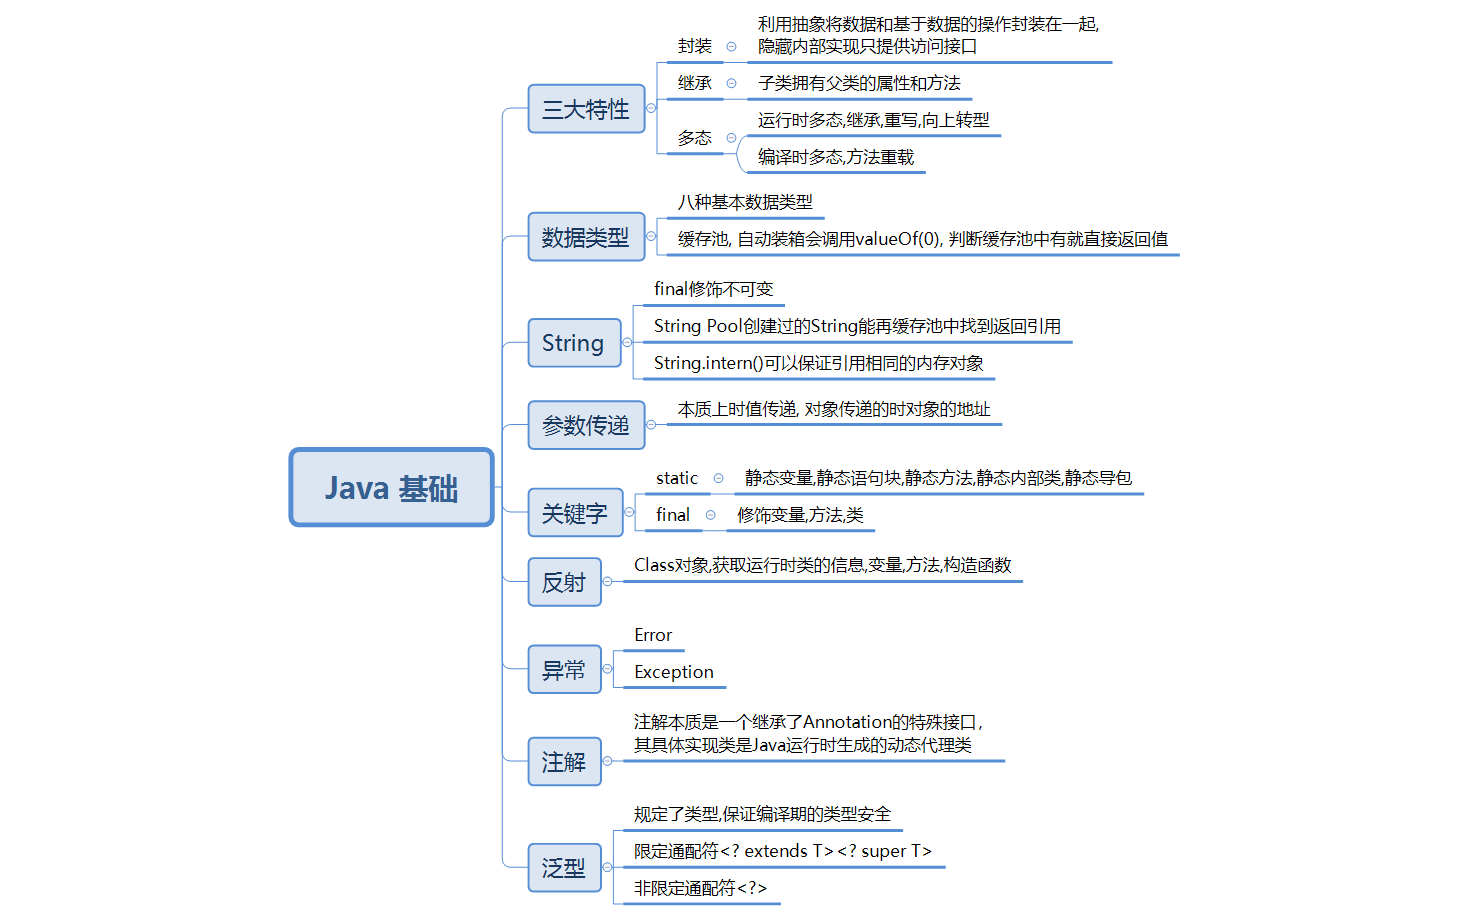 Java 基础
三大特性
封装
利用抽象将数据和基于数据的操作封装在一起,
隐藏内部实现只提供访问接口
继承
子类拥有父类的属性和方法
多态
运行时多态,继承,重写,向上转型
编译时多态,方法重载
数据类型
八种基本数据类型
缓存池, 自动装箱会调用valueOf(0), 判断缓存池中有就直接返回值
String
final修饰不可变
String Pool创建过的String能再缓存池中找到返回引用
String.intern()可以保证引用相同的内存对象
参数传递
本质上时值传递, 对象传递的时对象的地址
关键字
static
静态变量,静态语句块,静态方法,静态内部类,静态导包
final
修饰变量,方法,类
反射
Class对象,获取运行时类的信息,变量,方法,构造函数
异常
Error
Exception
注解
注解本质是一个继承了Annotation的特殊接口,
其具体实现类是Java运行时生成的动态代理类
泛型
规定了类型,保证编译期的类型安全
限定通配符<? extends T><? super T>
非限定通配符<?>